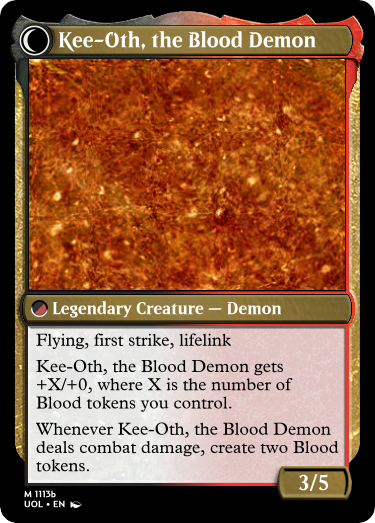 Kee-Oth, the Blood Demon
Legendary Creature — Demon
Flying, first strike, lifelink
Kee-Oth, the Blood Demon gets
+X/+0, where X is the number of
Blood tokens you control.
Whenever Kee-Oth, the Blood Demon
deals combat damage, create two Blood
tokens.
3/5
M 1113b
UOL • EN